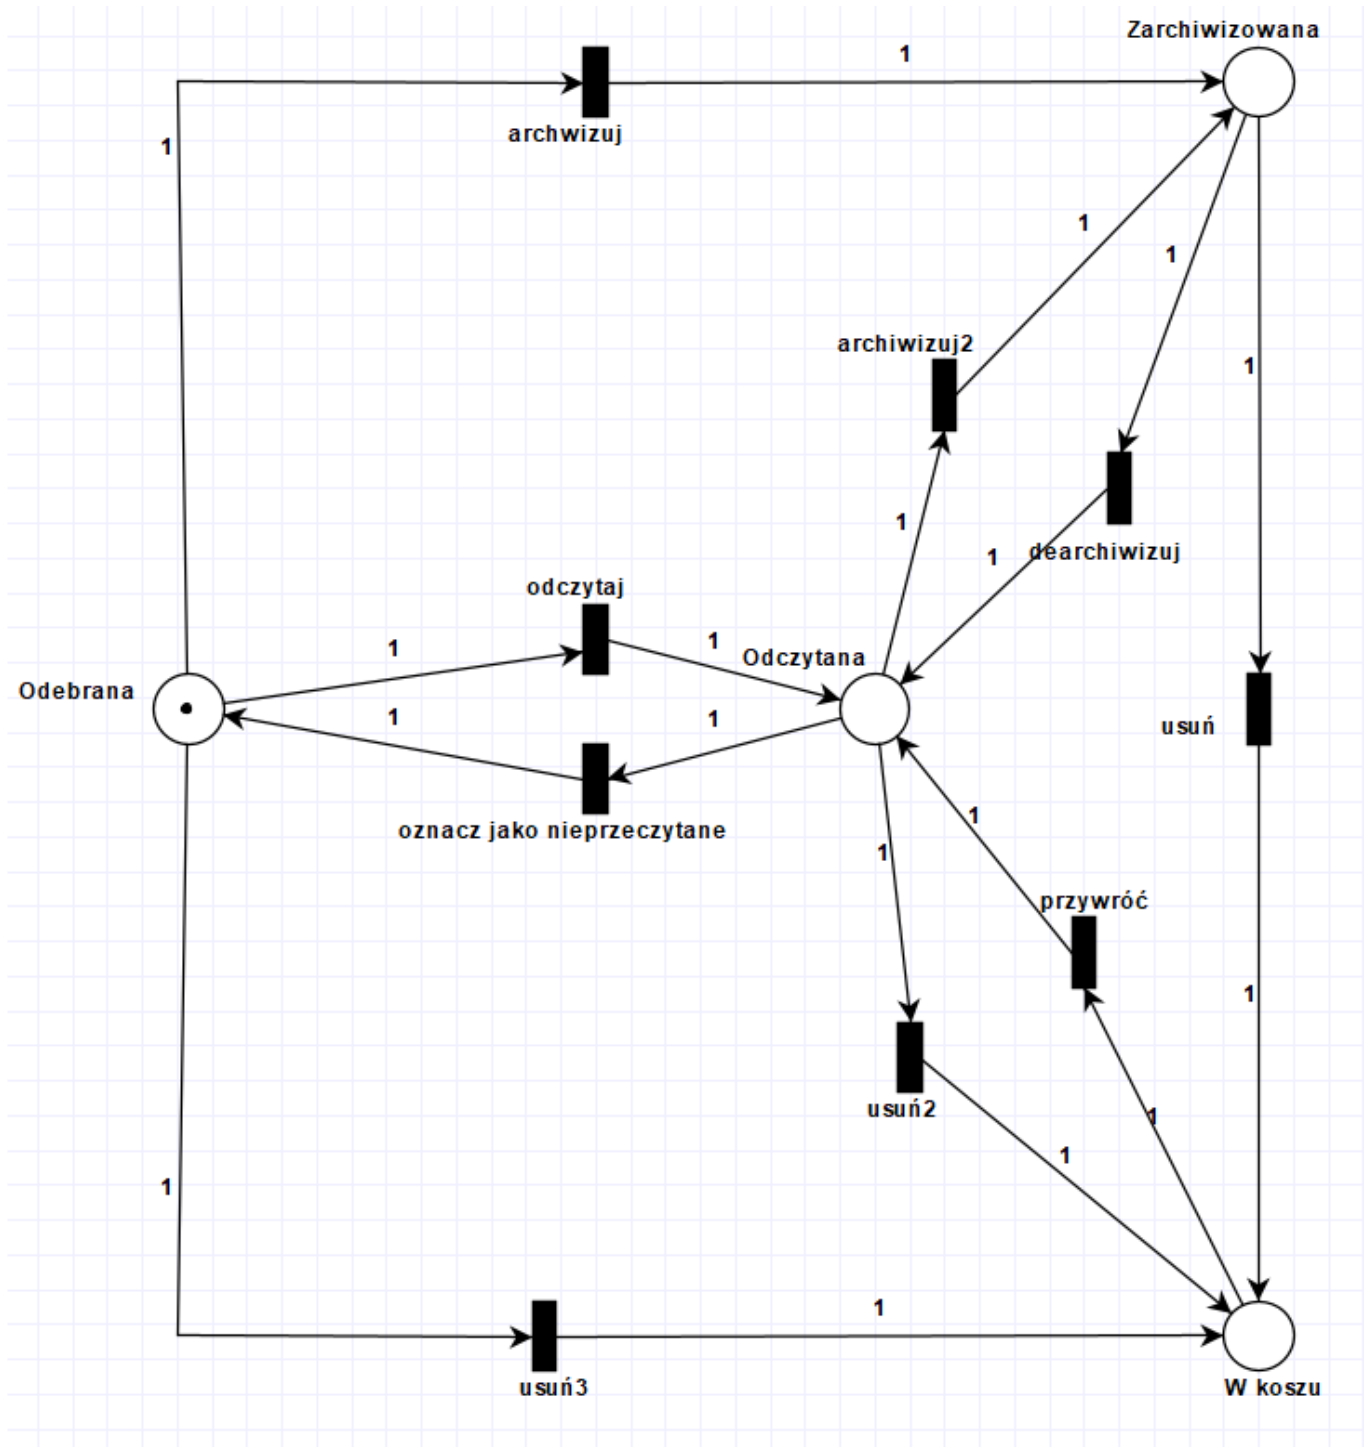 Zarchiwizowana
1
archwizuj
1
1
1
archiwizuj2
1
1
dearchiwizuj
1
odczytaj
1
1
Odczytana
Odebrana
1
1
usuń
oznacz jako nieprzeczytane
1
1
przywróć
1
usuń2
1
1
1
1
usuń3
W koszu